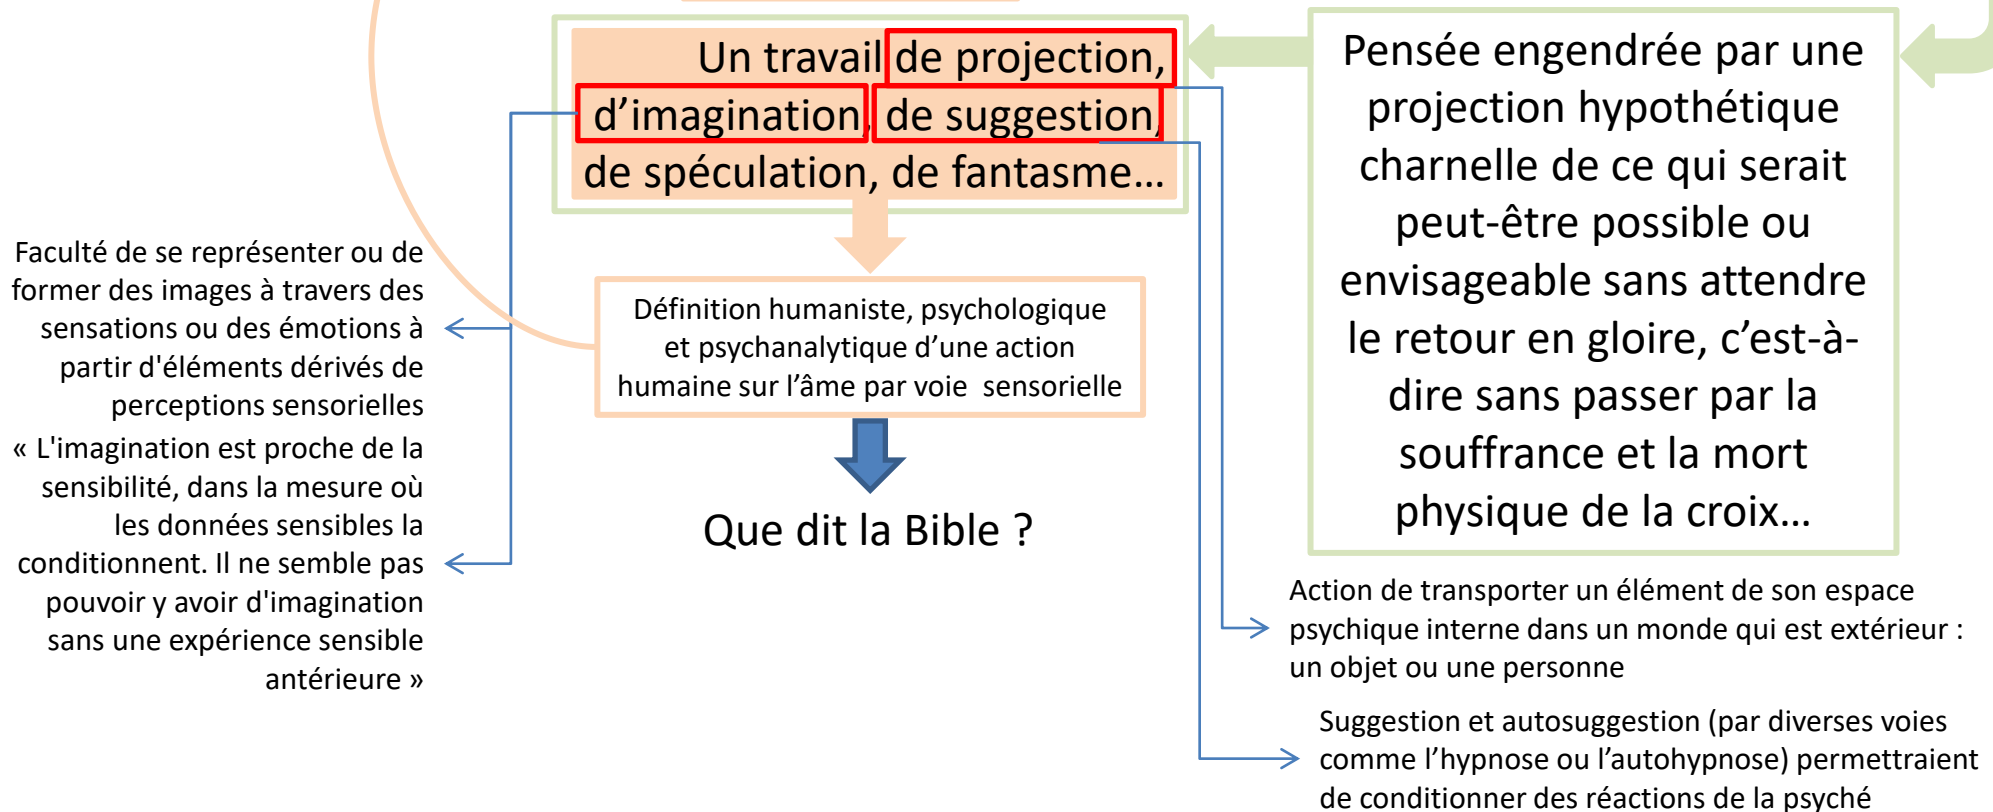 Un travail de projection,
d’imagination, de suggestion,
de spéculation, de fantasme…
Pensée engendrée par une
projection hypothétique
charnelle de ce qui serait
peut-être possible ou
envisageable sans attendre
le retour en gloire, c’est-à-
dire sans passer par la
souffrance et la mort
physique de la croix…
Faculté de se représenter ou de
former des images à travers des
sensations ou des émotions à
partir d'éléments dérivés de
perceptions sensorielles
« L'imagination est proche de la
sensibilité, dans la mesure où
les données sensibles la
conditionnent. Il ne semble pas
pouvoir y avoir d'imagination
sans une expérience sensible
antérieure »
Définition humaniste, psychologique
et psychanalytique d’une action
humaine sur l’âme par voie sensorielle
Que dit la Bible ?
Action de transporter un élément de son espace
psychique interne dans un monde qui est extérieur :
un objet ou une personne
Suggestion et autosuggestion (par diverses voies
comme l’hypnose ou l’autohypnose) permettraient
de conditionner des réactions de la psyché